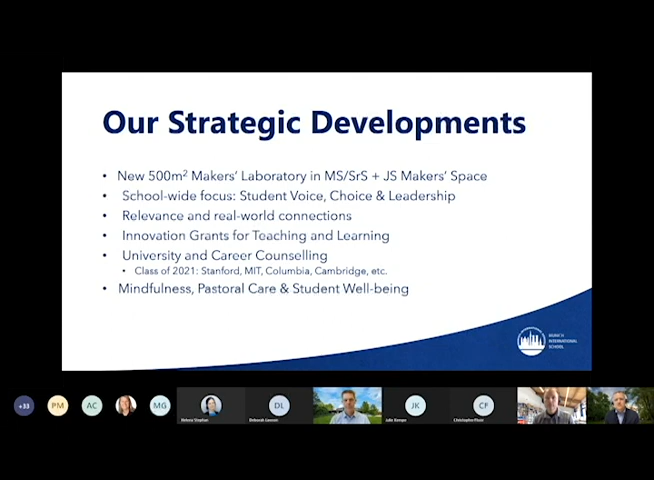 Our Strategic Developments
• New 500m² Makers' Laboratory in MS/SrS + JS Makers' Space
• School-wide focus: Student Voice, Choice & Leadership
• Relevance and real-world connections
• Innovation Grants for Teaching and Learning
• University and Career Counselling
• Class of 2021: Stanford, MIT, Columbia, Cambridge, etc.
• Mindfulness, Pastoral Care & Student Well-being
MUNICH
INTERNATIONAL
SCHOOL
+33
PM
AC
MG
DL
JK
CF